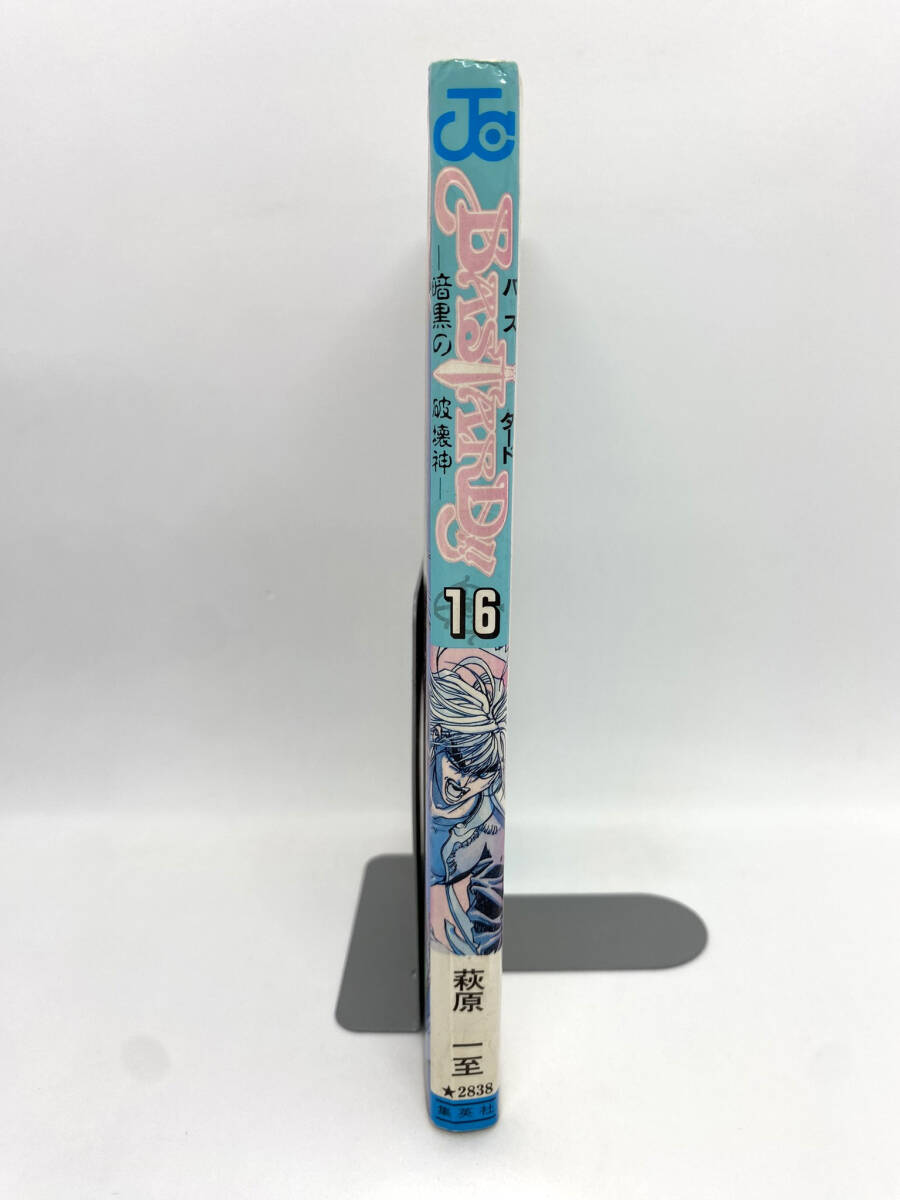 JC
BASTARD!!
バスタード
―暗黒の破壊神―
16
萩原 一至
★2838
集英社